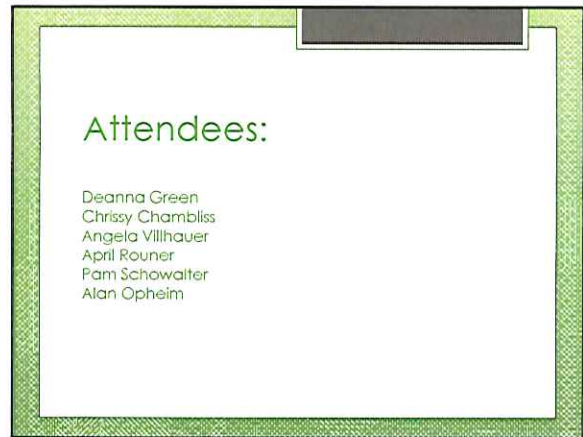 Attendees:
Deanna Green
Chrissy Chambliss
Angela Villhauer
April Rouner
Pam Schowalter
Alan Opheim